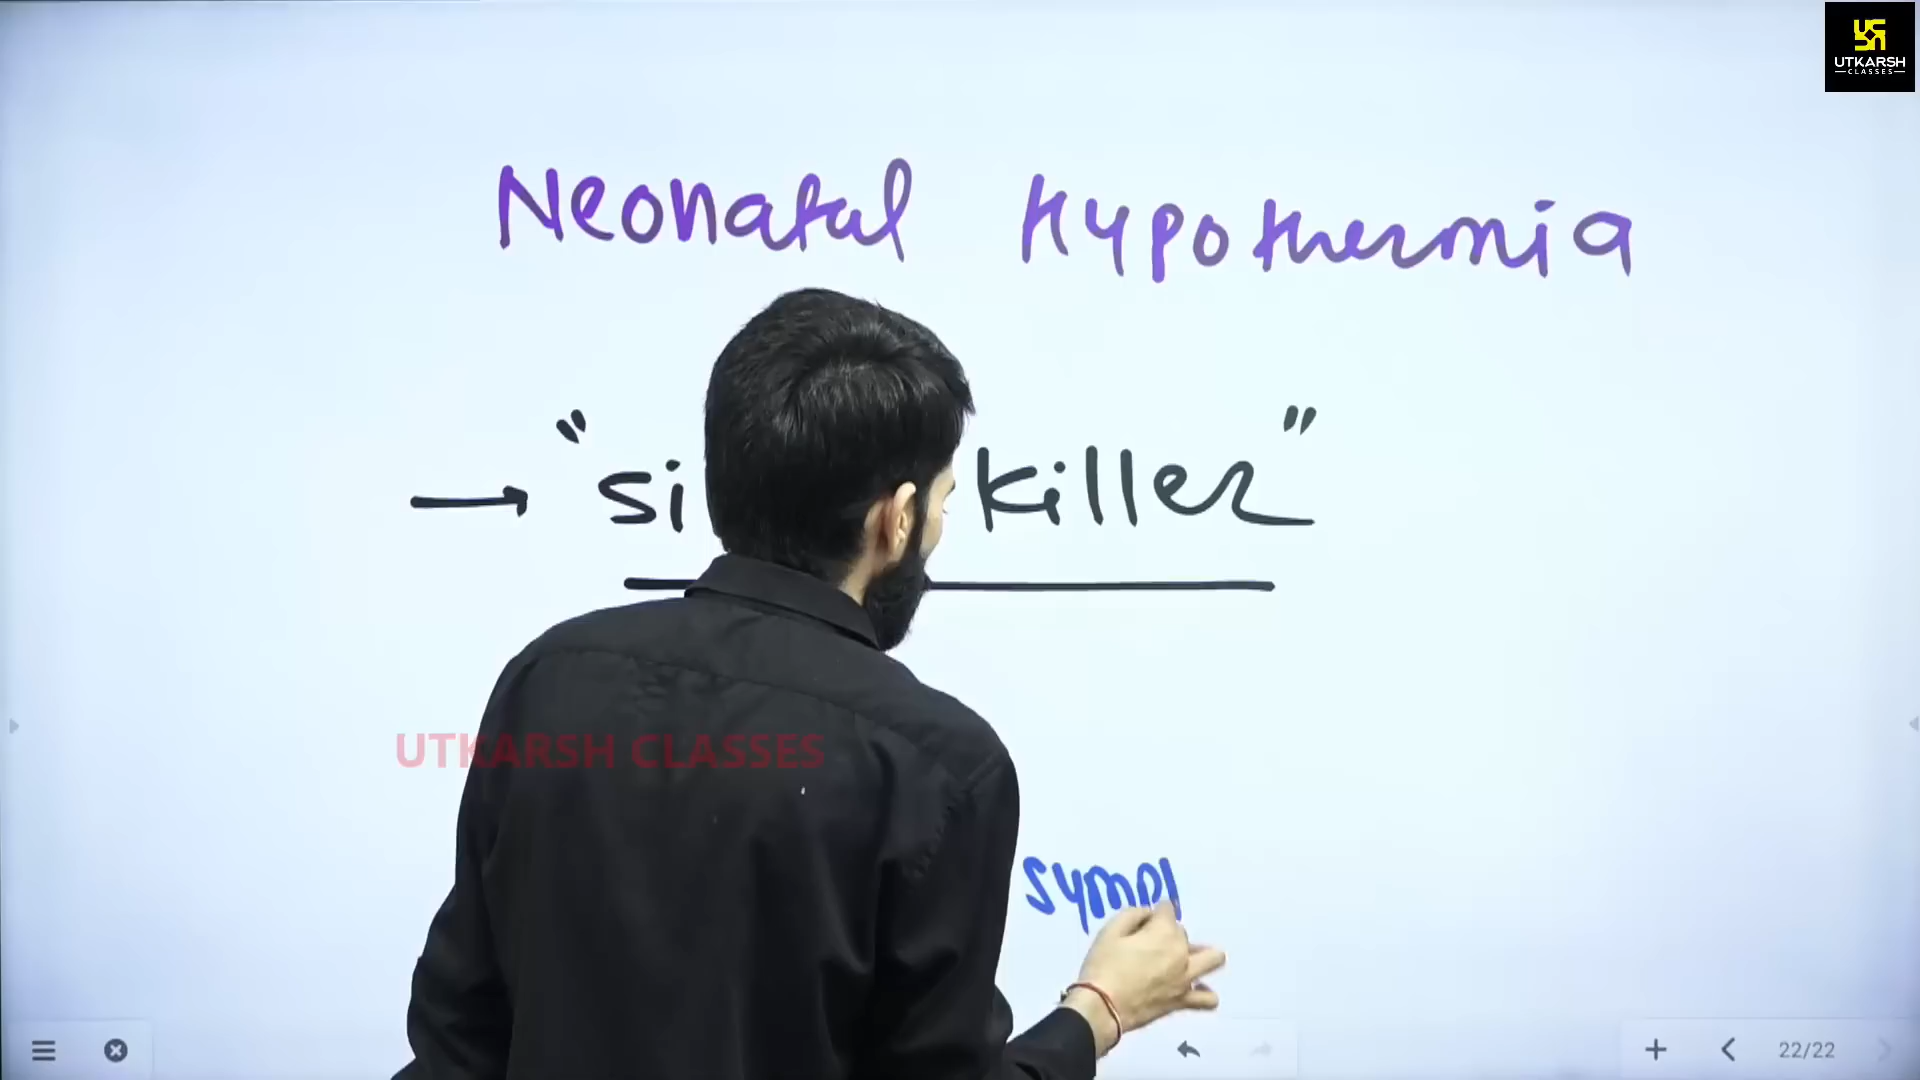 UTKARSH
CLASSES
Neonatal Hypothermia
→ "si killer"
UTKARSH CLASSES
sympt
22/22